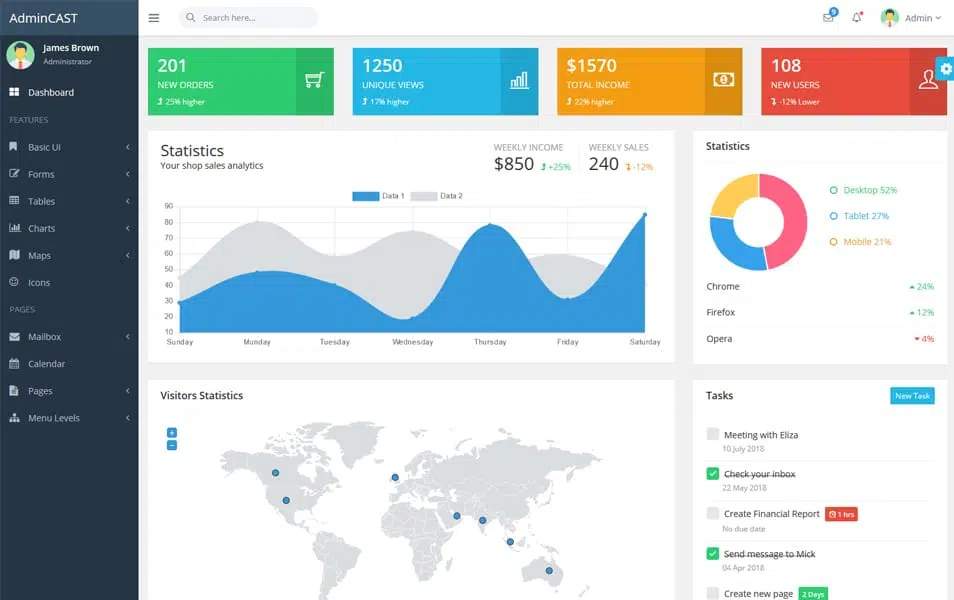 AdminCAST
Search here...
9
Admin
James Brown
Administrator
Dashboard
FEATURES
Basic UI
Forms
Tables
Charts
Maps
Icons
PAGES
Mailbox
Calendar
Pages
Menu Levels
201
NEW ORDERS
25% higher
1250
UNIQUE VIEWS
17% higher
$1570
TOTAL INCOME
22% higher
108
NEW USERS
-12% Lower
Statistics
Your shop sales analytics
WEEKLY INCOME
$850 +25%
WEEKLY SALES
240 -12%
Data 1 Data 2
90
80
70
60
50
40
30
20
10
Sunday Munday Tuesday Wednesday Thursday Friday Saturday
Statistics
Desktop 52%
Tablet 27%
Mobile 21%
Chrome 24%
Firefox 12%
Opera 4%
Visitors Statistics
+
−
Tasks
New Task
Meeting with Eliza
10 July 2018
Check your inbox
22 May 2018
Create Financial Report 1 hrs
No due date
Send message to Mick
04 Apr 2018
Create new page 2 Days